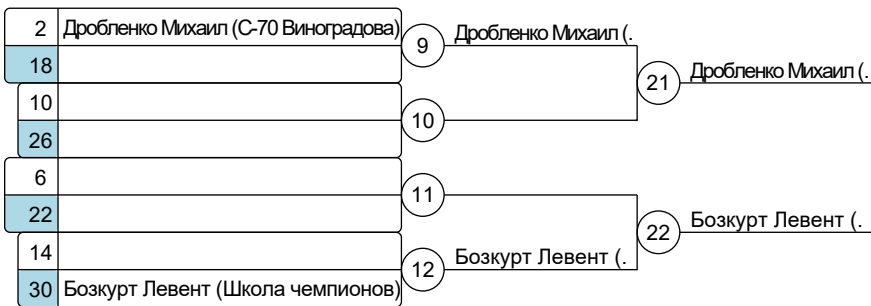 2 Дробленко Михаил (С-70 Виноградова)
9 Дробленко Михаил (.
18
21 Дробленко Михаил (.
10
10
26
6
11
22
22 Бозкурт Левент (.
14
12 Бозкурт Левент (.
30 Бозкурт Левент (Школа чемпионов)